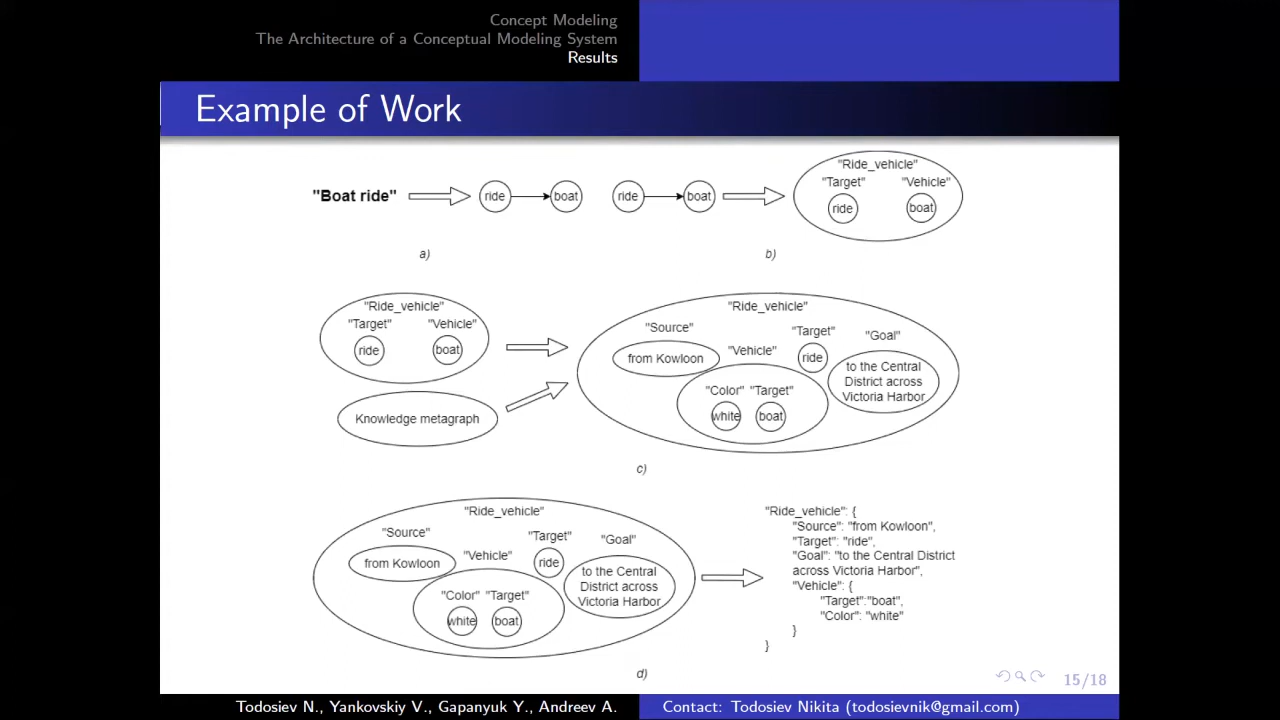 Concept Modeling
The Architecture of a Conceptual Modeling System
Results
Example of Work
"Boat ride"
ride
boat
a)
ride
boat
"Ride_vehicle"
"Target" "Vehicle"
ride boat
b)
"Ride_vehicle"
"Target" "Vehicle"
ride boat
Knowledge metagraph
"Ride_vehicle"
"Source"
from Kowloon
"Vehicle"
"Color" "Target"
white boat
"Target"
ride
"Goal"
to the Central
District across
Victoria Harbor
c)
"Ride_vehicle"
"Source"
from Kowloon
"Vehicle"
"Color" "Target"
white boat
"Target"
ride
"Goal"
to the Central
District across
Victoria Harbor
"Ride_vehicle": {
"Source": "from Kowloon",
"Target": "ride",
"Goal": "to the Central District
across Victoria Harbor",
"Vehicle": {
"Target":"boat",
"Color": "white"
}
}
d)
15/18
Todosiev N., Yankovskiy V., Gapanyuk Y., Andreev A.
Contact: Todosiev Nikita (todosievnik@gmail.com)